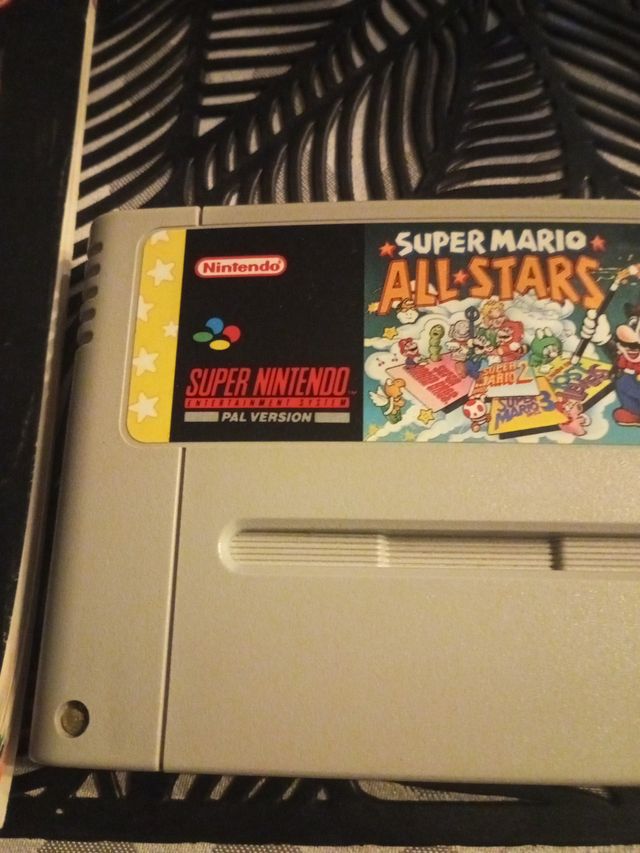 Nintendo
SUPER NINTENDO
ENTERTAINMENT SYSTEM
PAL VERSION
SUPER MARIO
ALL★STARS
SUPER
MARIO 2
SUPER
MARIO 3